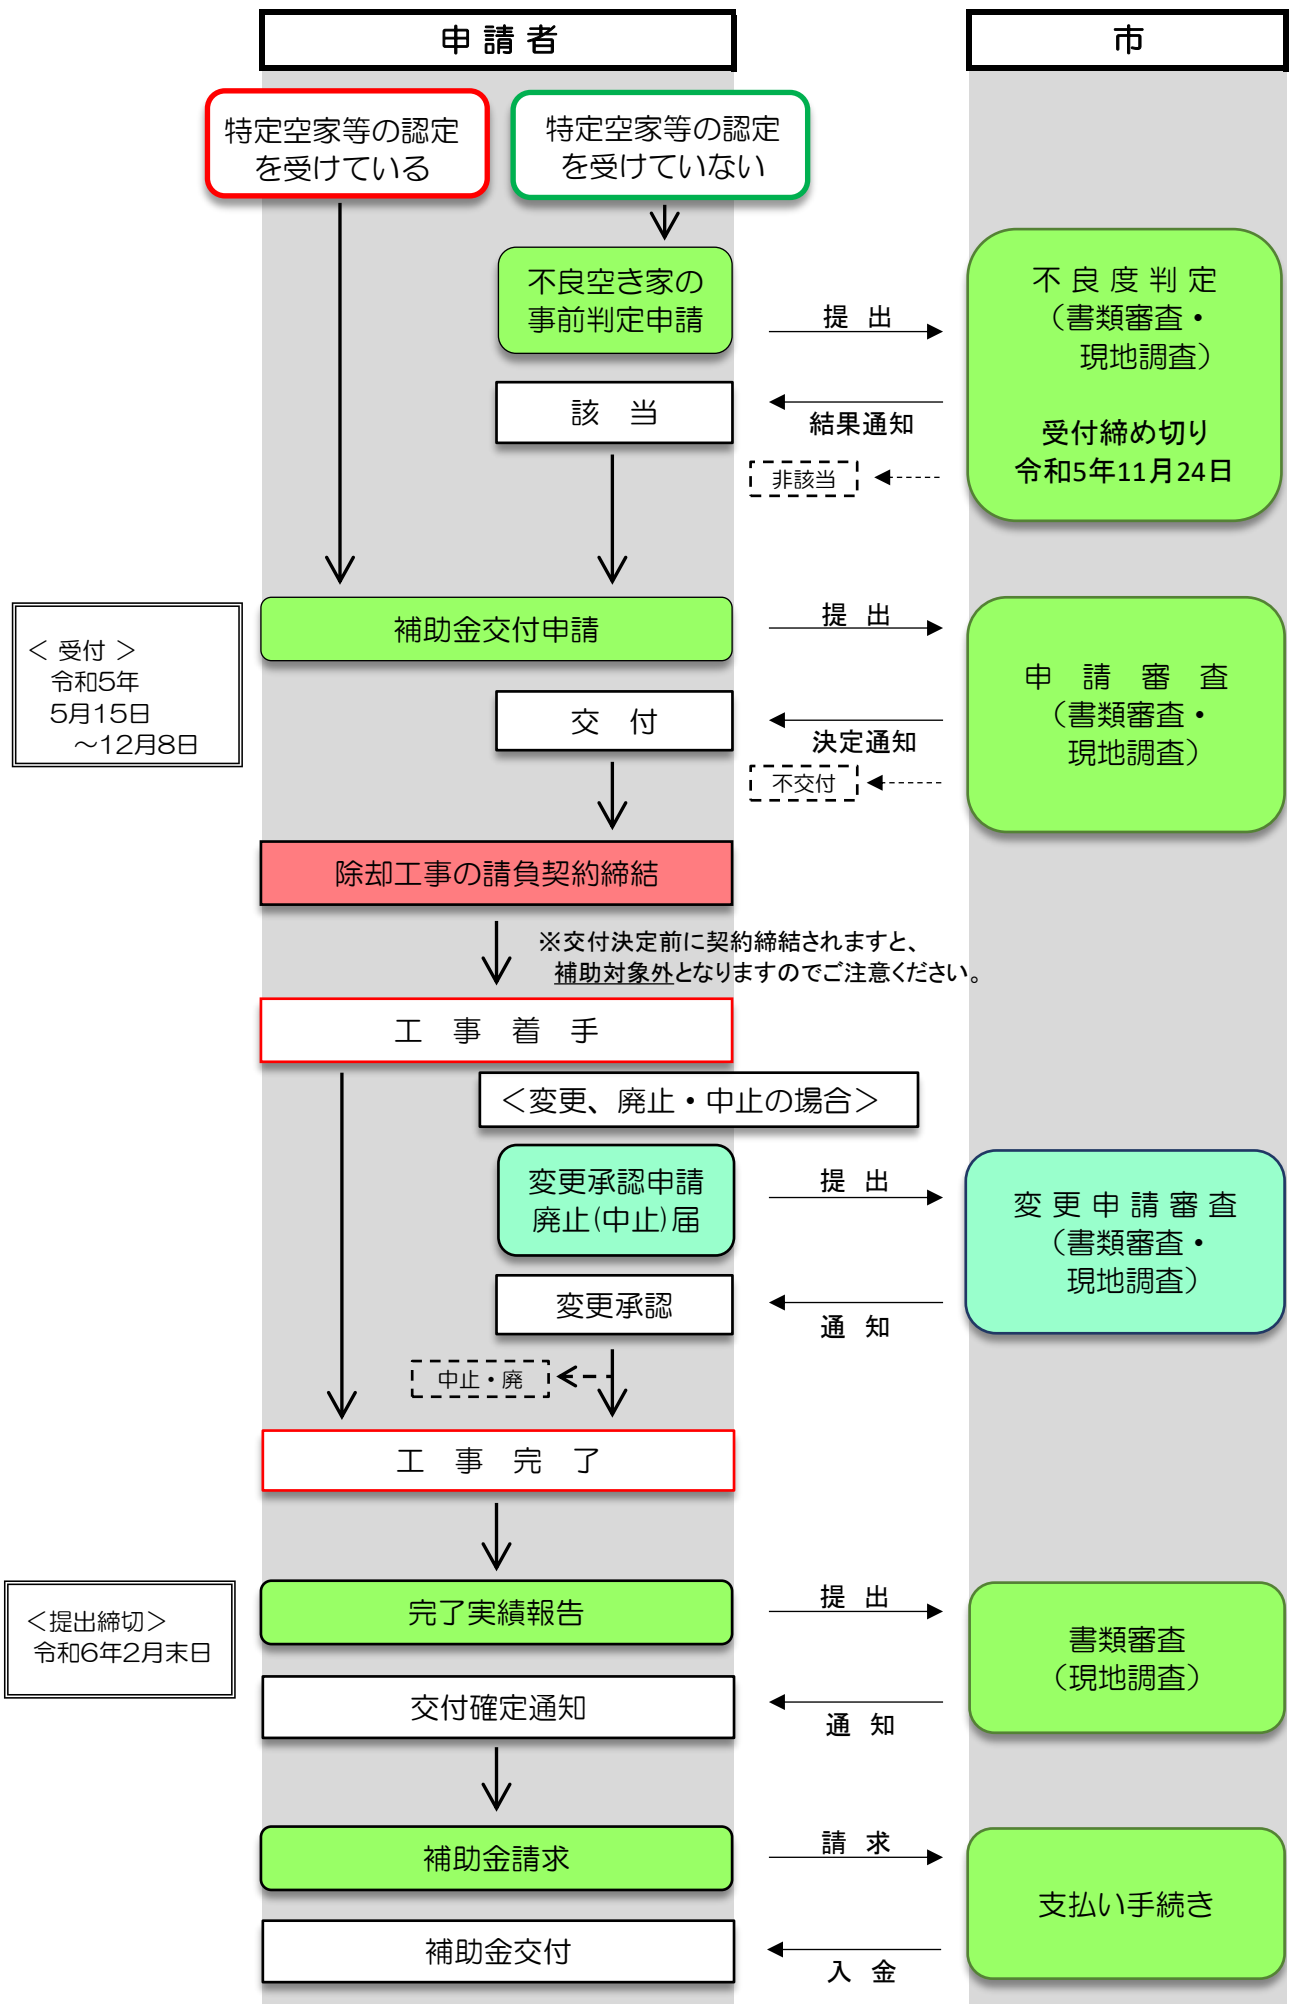 申請者
市
特定空家等の認定
を受けている
特定空家等の認定
を受けていない
不良空き家の
事前判定申請
提 出
不良度判定
（書類審査・
現地調査）
受付締め切り
令和5年11月24日
該 当
結果通知
非該当
＜ 受付 ＞
令和5年
5月15日
～12月8日
補助金交付申請
提 出
申 請 審 査
（書類審査・
現地調査）
交 付
決定通知
不交付
除却工事の請負契約締結
※交付決定前に契約締結されますと、
補助対象外となりますのでご注意ください。
工 事 着 手
＜変更、廃止・中止の場合＞
変更承認申請
廃止(中止)届
提 出
変更申請審査
（書類審査・
現地調査）
変更承認
通 知
中止・廃
工 事 完 了
＜提出締切＞
令和6年2月末日
完了実績報告
提 出
書類審査
（現地調査）
交付確定通知
通 知
補助金請求
請 求
支払い手続き
補助金交付
入 金